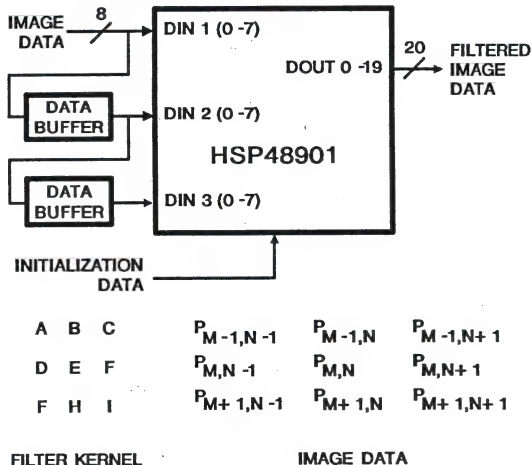 IMAGE
DATA
8
DIN 1 (0 -7)
DOUT 0 -19
20
FILTERED
IMAGE
DATA
DATA
BUFFER
DIN 2 (0 -7)
HSP48901
DATA
BUFFER
DIN 3 (0 -7)
INITIALIZATION
DATA
A B C P M -1,N -1 P M -1,N P M -1,N+ 1
D E F P M,N -1 P M,N P M,N+ 1
F H I P M+ 1,N -1 P M+ 1,N P M+ 1,N+ 1
FILTER KERNEL IMAGE DATA